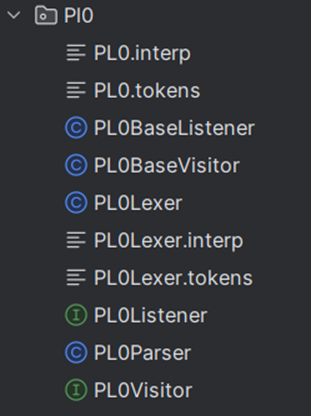 Pl0
PL0.interp
PL0.tokens
C PL0BaseListener
C PL0BaseVisitor
C PL0Lexer
PL0Lexer.interp
PL0Lexer.tokens
I PL0Listener
C PL0Parser
I PL0Visitor